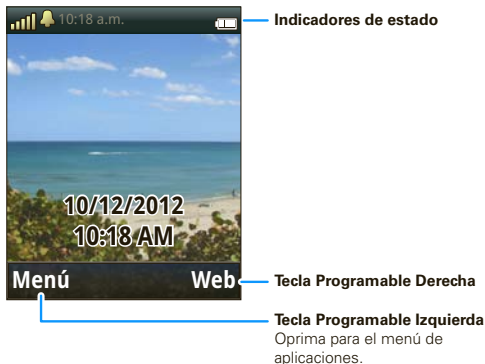 10:18 a.m.
Indicadores de estado
10/12/2012
10:18 AM
Menú
Web
Tecla Programable Derecha
Tecla Programable Izquierda
Oprima para el menú de
aplicaciones.